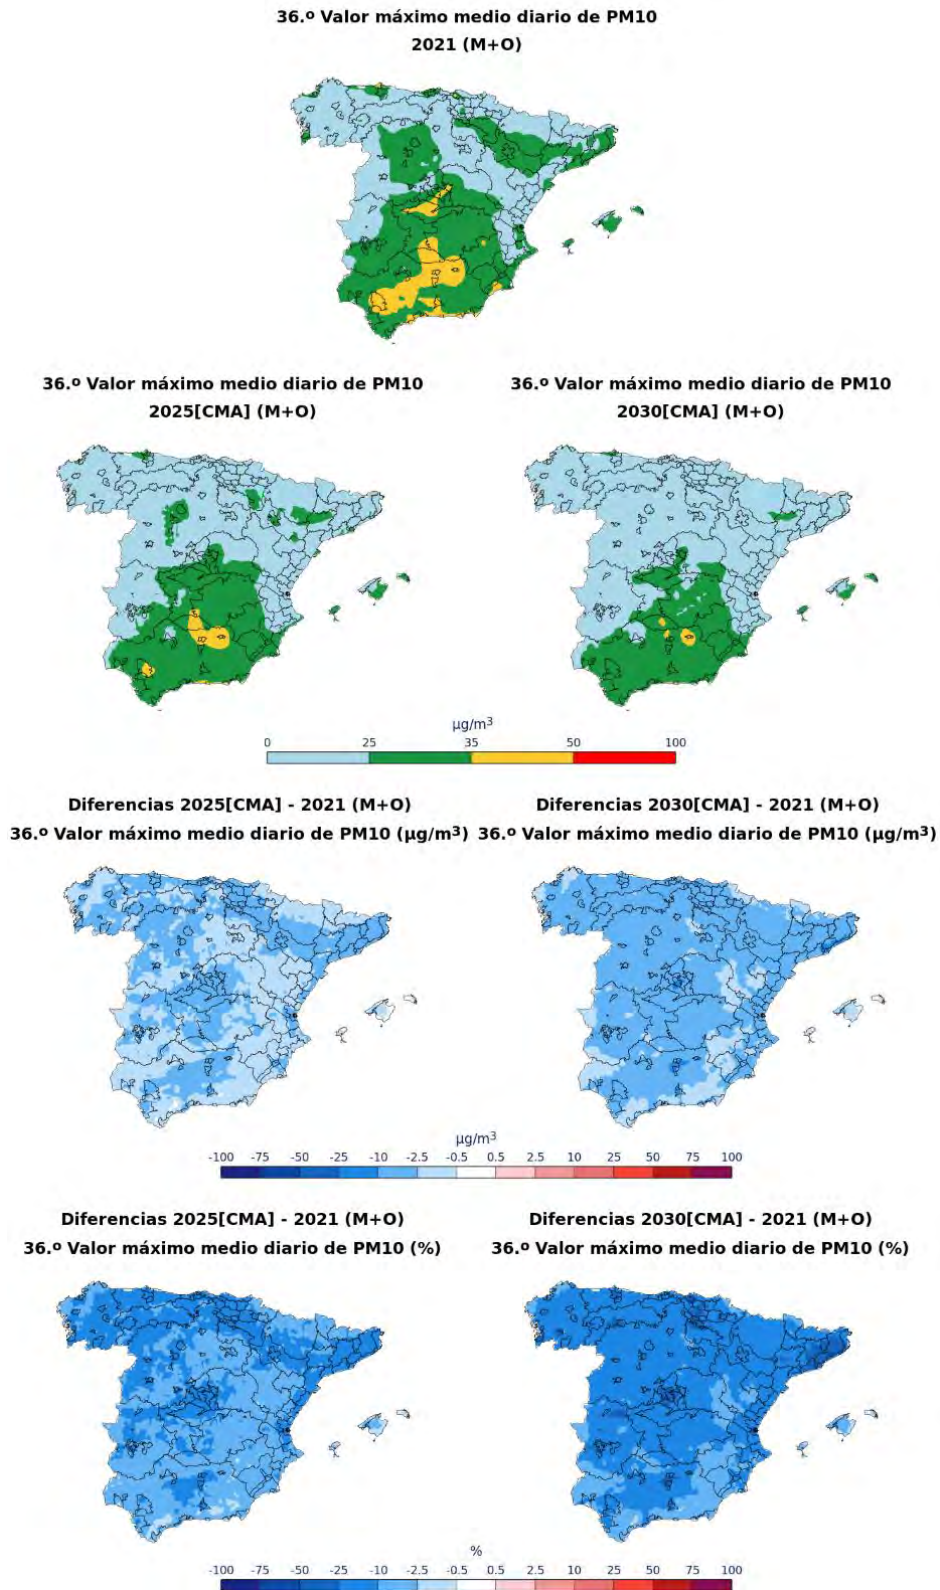 36.º Valor máximo medio diario de PM10
2021 (M+O)
36.º Valor máximo medio diario de PM10
2025[CMA] (M+O)
36.º Valor máximo medio diario de PM10
2030[CMA] (M+O)
µg/m³
0 25 35 50 100
Diferencias 2025[CMA] - 2021 (M+O)
36.º Valor máximo medio diario de PM10 (µg/m³)
Diferencias 2030[CMA] - 2021 (M+O)
36.º Valor máximo medio diario de PM10 (µg/m³)
µg/m³
-100 -75 -50 -25 -10 -2.5 -0.5 0.5 2.5 10 25 50 75 100
Diferencias 2025[CMA] - 2021 (M+O)
36.º Valor máximo medio diario de PM10 (%)
Diferencias 2030[CMA] - 2021 (M+O)
36.º Valor máximo medio diario de PM10 (%)
%
-100 -75 -50 -25 -10 -2.5 -0.5 0.5 2.5 10 25 50 75 100